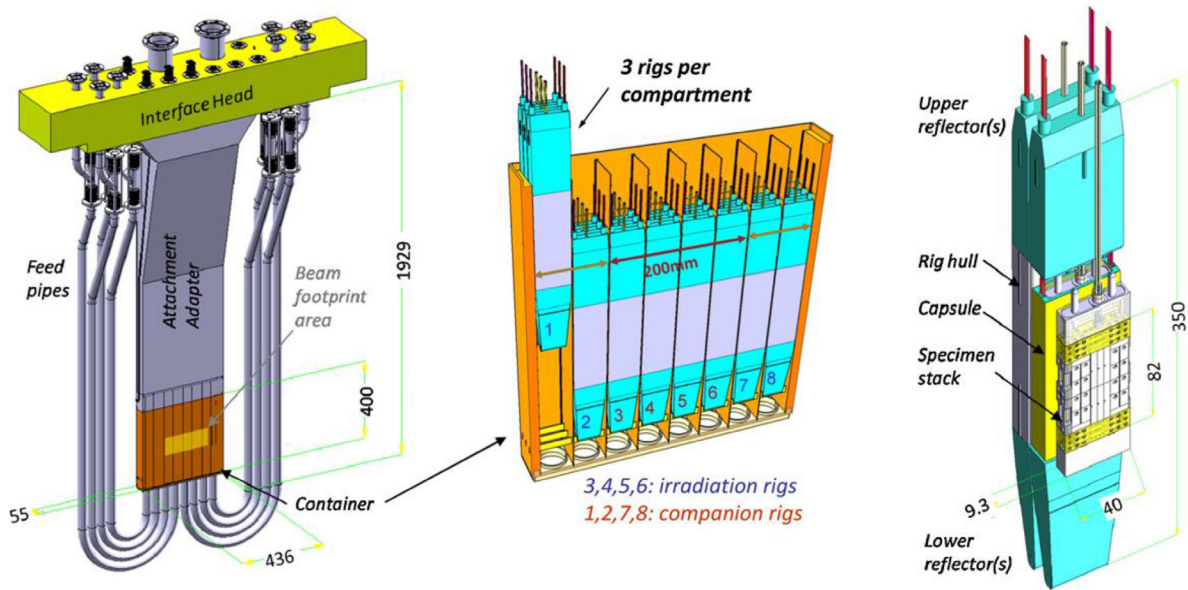 Interface Head
Feed
pipes
Attachment
Adapter
Beam
footprint
area
1929
400
Container
55
436
3 rigs per
compartment
200mm
1
2
3
4
5
6
7
8
3,4,5,6: irradiation rigs
1,2,7,8: companion rigs
Upper
reflector(s)
Rig hull
Capsule
Specimen
stack
350
82
9.3
40
Lower
reflector(s)